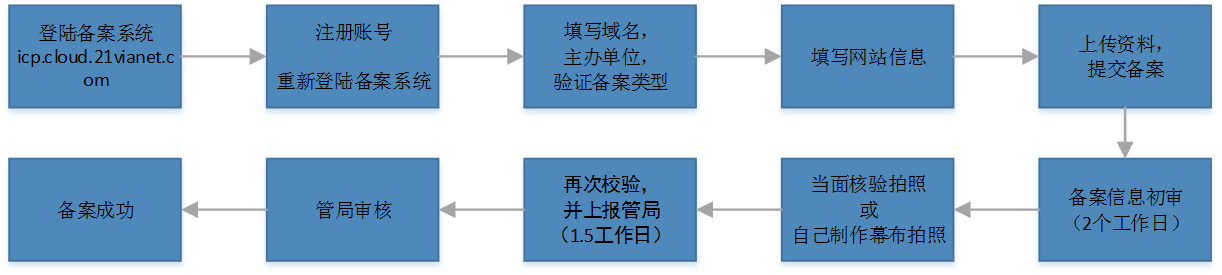 登陆备案系统
icp.cloud.21vianet.c
om
注册账号
重新登陆备案系统
填写域名，
主办单位，
验证备案类型
填写网站信息
上传资料，
提交备案
备案信息初审
（2个工作日）
当面核验拍照
或
自己制作幕布拍照
再次校验，
并上报管局
（1.5工作日）
管局审核
备案成功